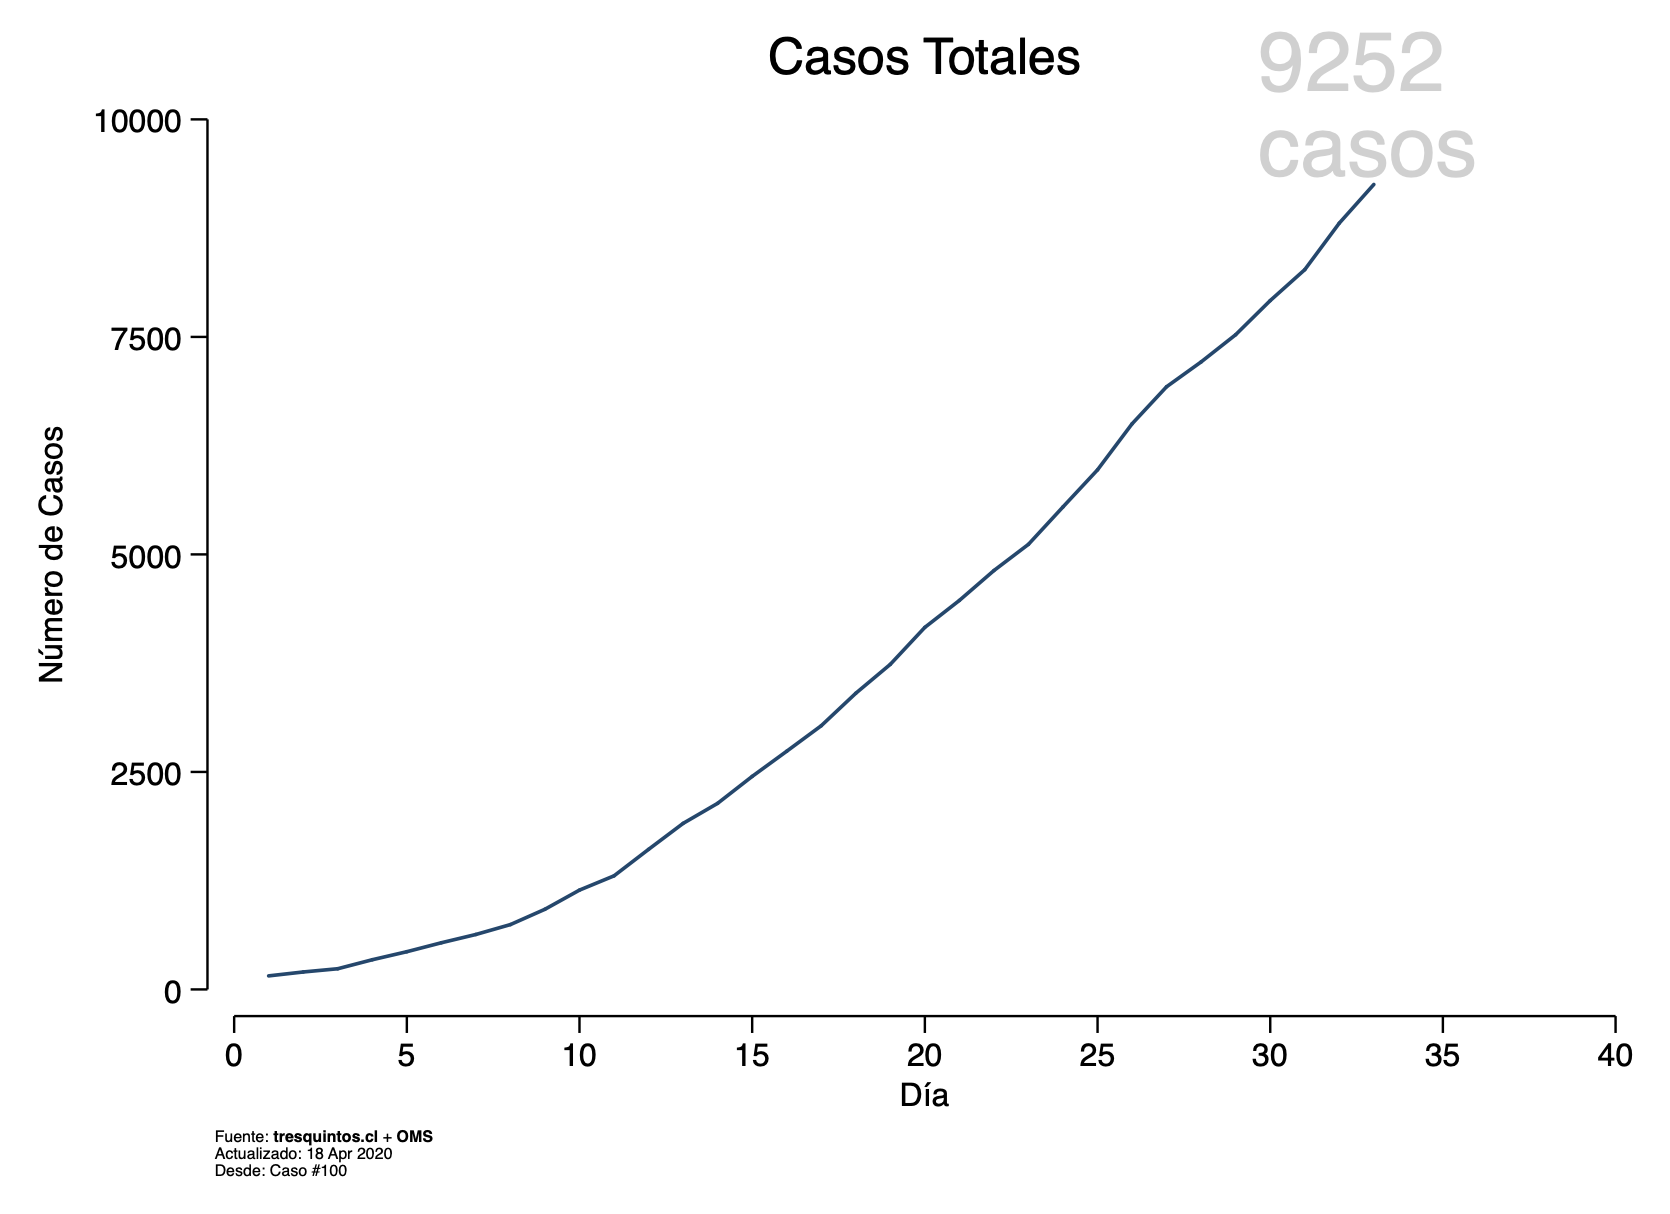 Casos Totales
9252
casos
10000
7500
5000
2500
0
Número de Casos
0 5 10 15 20 25 30 35 40
Día
Fuente: tresquintos.cl + OMS
Actualizado: 18 Apr 2020
Desde: Caso #100